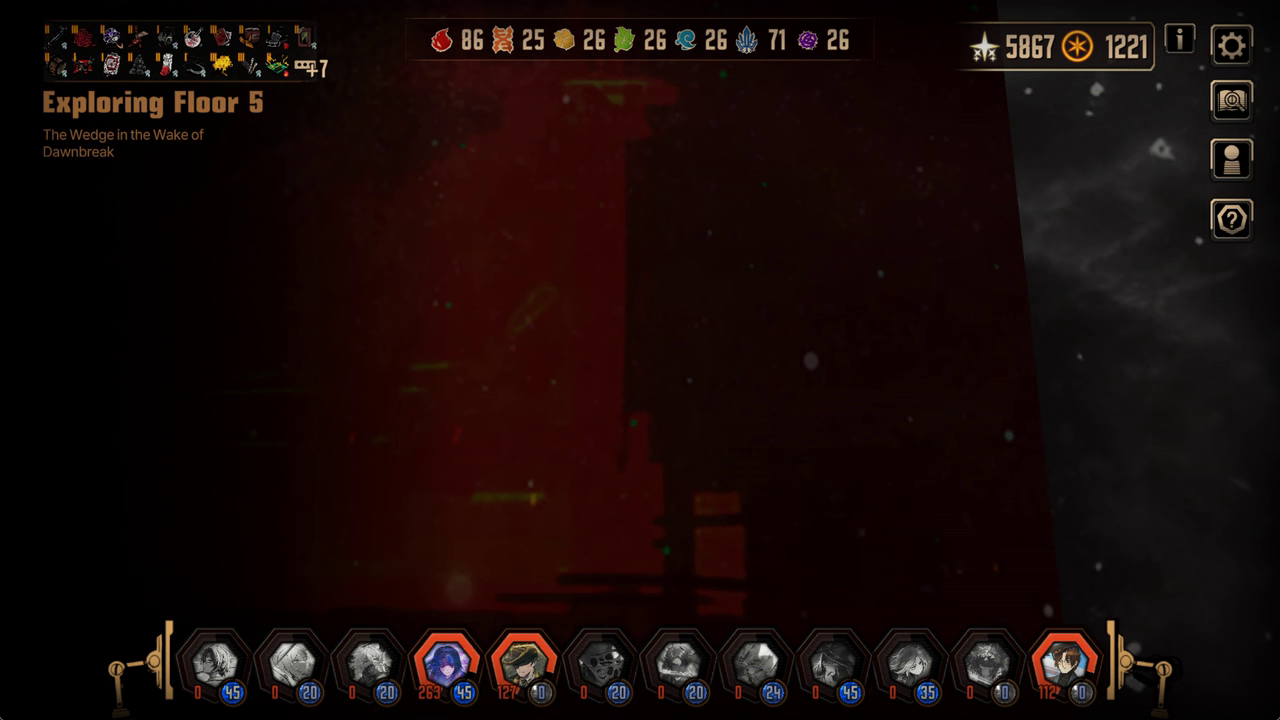 86 25 26 26 26 71 26
5867 1221
+7
Exploring Floor 5
The Wedge in the Wake of
Dawnbreak
0 45 0 20 0 20 263 45 127 0 0 20 0 20 0 24 0 45 0 35 0 0 112 0